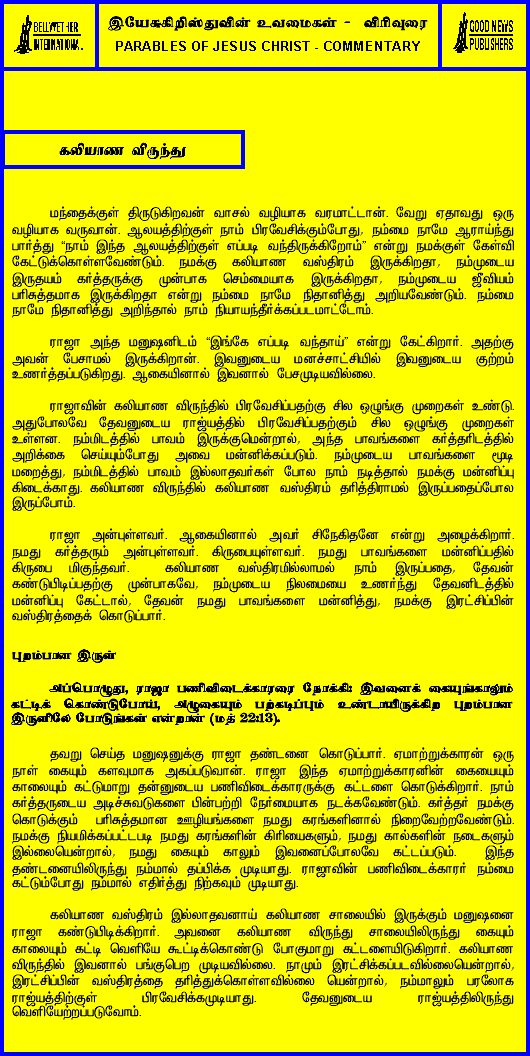 BELLWETHER
INTERNATIONAL
இயேசுகிறிஸ்துவின் உவமைகள் - விரிவுரை
PARABLES OF JESUS CHRIST - COMMENTARY
GOOD NEWS
PUBLISHERS
கலியாண விருந்து
மந்தைக்குள் திருடுகிறவன் வாசல் வழியாக வரமாட்டான். வேறு ஏதாவது ஒரு
வழியாக வருவான். ஆலயத்திற்குள் நாம் பிரவேசிக்கும்போது, நம்மை நாமே ஆராய்ந்து
பார்த்து “நாம் இந்த ஆலயத்திற்குள் எப்படி வந்திருக்கிறோம்” என்று நமக்குள் கேள்வி
கேட்டுக்கொள்ளவேண்டும். நமக்கு கலியாண வஸ்திரம் இருக்கிறதா, நம்முடைய
இருதயம் கர்த்தருக்கு முன்பாக செம்மையாக இருக்கிறதா, நம்முடைய ஜீவியம்
பரிசுத்தமாக இருக்கிறதா என்று நம்மை நாமே நிதானித்து அறியவேண்டும். நம்மை
நாமே நிதானித்து அறிந்தால் நாம் நியாயந்தீர்க்கப்படமாட்டோம்.
ராஜா அந்த மனுஷனிடம் “இங்கே எப்படி வந்தாய்” என்று கேட்கிறார். அதற்கு
அவன் பேசாமல் இருக்கிறான். இவனுடைய மனச்சாட்சியில் இவனுடைய குற்றம்
உணர்த்தப்படுகிறது. ஆகையினால் இவனால் பேசமுடியவில்லை.
ராஜாவின் கலியாண விருந்தில் பிரவேசிப்பதற்கு சில ஒழுங்கு முறைகள் உண்டு.
அதுபோலவே தேவனுடைய ராஜ்யத்தில் பிரவேசிப்பதற்கும் சில ஒழுங்கு முறைகள்
உள்ளன. நம்மிடத்தில் பாவம் இருக்குமென்றால், அந்த பாவங்களை கர்த்தரிடத்தில்
அறிக்கை செய்யும்போது அவை மன்னிக்கப்படும். நம்முடைய பாவங்களை மூடி
மறைத்து, நம்மிடத்தில் பாவம் இல்லாதவர்கள் போல நாம் நடித்தால் நமக்கு மன்னிப்பு
கிடைக்காது. கலியாண விருந்தில் கலியாண வஸ்திரம் தரித்திராமல் இருப்பதைப்போல
இருப்போம்.
ராஜா அன்புள்ளவர். ஆகையினால் அவர் சிநேகிதனே என்று அழைக்கிறார்.
நமது கர்த்தரும் அன்புள்ளவர். கிருபையுள்ளவர். நமது பாவங்களை மன்னிப்பதில்
கிருபை மிகுந்தவர். கலியாண வஸ்திரமில்லாமல் நாம் இருப்பதை, தேவன்
கண்டுபிடிப்பதற்கு முன்பாகவே, நம்முடைய நிலமையை உணர்ந்து தேவனிடத்தில்
மன்னிப்பு கேட்டால், தேவன் நமது பாவங்களை மன்னித்து, நமக்கு இரட்சிப்பின்
வஸ்திரத்தைக் கொடுப்பார்.
புறம்பான இருள்
அப்பொழுது, ராஜா பணிவிடைக்காரரை நோக்கி: இவனைக் கையுங்காலும்
கட்டிக் கொண்டுபோய், அழுகையும் பற்கடிப்பும் உண்டாயிருக்கிற புறம்பான
இருளிலே போடுங்கள் என்றான் (மத் 22:13).
தவறு செய்த மனுஷனுக்கு ராஜா தண்டனை கொடுப்பார். ஏமாற்றுக்காரன் ஒரு
நாள் கையும் களவுமாக அகப்படுவான். ராஜா இந்த ஏமாற்றுக்காரனின் கையையும்
காலையும் கட்டுமாறு தன்னுடைய பணிவிடைக்காரருக்கு கட்டளை கொடுக்கிறார். நாம்
கர்த்தருடைய அடிச்சுவடுகளை பின்பற்றி நேர்மையாக நடக்கவேண்டும். கர்த்தர் நமக்கு
கொடுக்கும் பரிசுத்தமான ஊழியங்களை நமது கரங்களினால் நிறைவேற்றவேண்டும்.
நமக்கு நியமிக்கப்பட்டபடி நமது கரங்களின் கிரியைகளும், நமது கால்களின் நடைகளும்
இல்லையென்றால், நமது கையும் காலும் இவனைப்போலவே கட்டப்படும். இந்த
தண்டனையிலிருந்து நம்மால் தப்பிக்க முடியாது. ராஜாவின் பணிவிடைக்காரர் நம்மை
கட்டும்போது நம்மால் எதிர்த்து நிற்கவும் முடியாது.
கலியாண வஸ்திரம் இல்லாதவனாய் கலியாண சாலையில் இருக்கும் மனுஷனை
ராஜா கண்டுபிடிக்கிறார். அவனை கலியாண விருந்து சாலையிலிருந்து கையும்
காலையும் கட்டி வெளியே கூட்டிக்கொண்டு போகுமாறு கட்டளையிடுகிறார். கலியாண
விருந்தில் இவனால் பங்குபெற முடியவில்லை. நாமும் இரட்சிக்கப்படவில்லையென்றால்,
இரட்சிப்பின் வஸ்திரத்தை தரித்துக்கொள்ளவில்லை யென்றால், நம்மாலும் பரலோக
ராஜ்யத்திற்குள் பிரவேசிக்கமுடியாது. தேவனுடைய ராஜ்யத்திலிருந்து
வெளியேற்றப்படுவோம்.